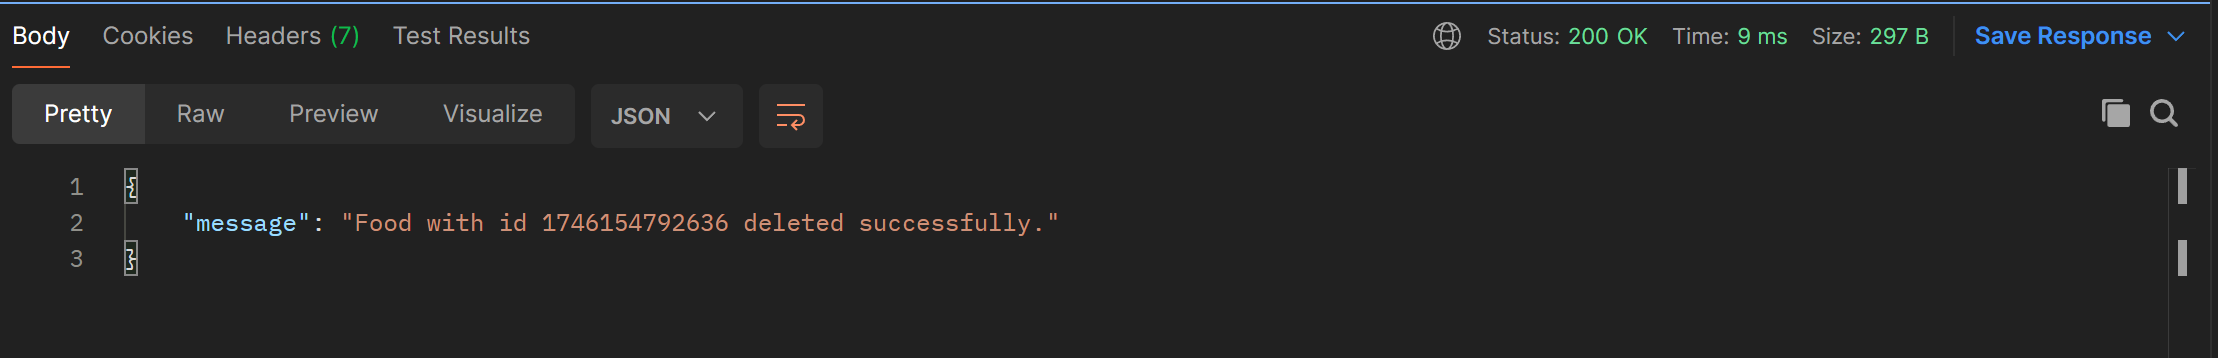 Body Cookies Headers (7) Test Results Status: 200 OK Time: 9 ms Size: 297 B Save Response
Pretty Raw Preview Visualize JSON
1 {
2 "message": "Food with id 1746154792636 deleted successfully."
3 }